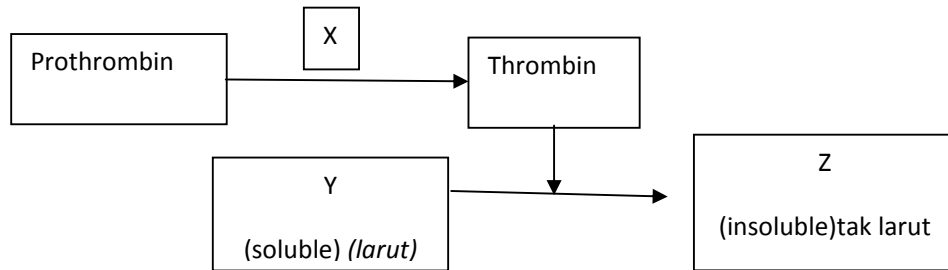 X
Prothrombin
Thrombin
Y
(soluble) (larut)
Z
(insoluble)tak larut